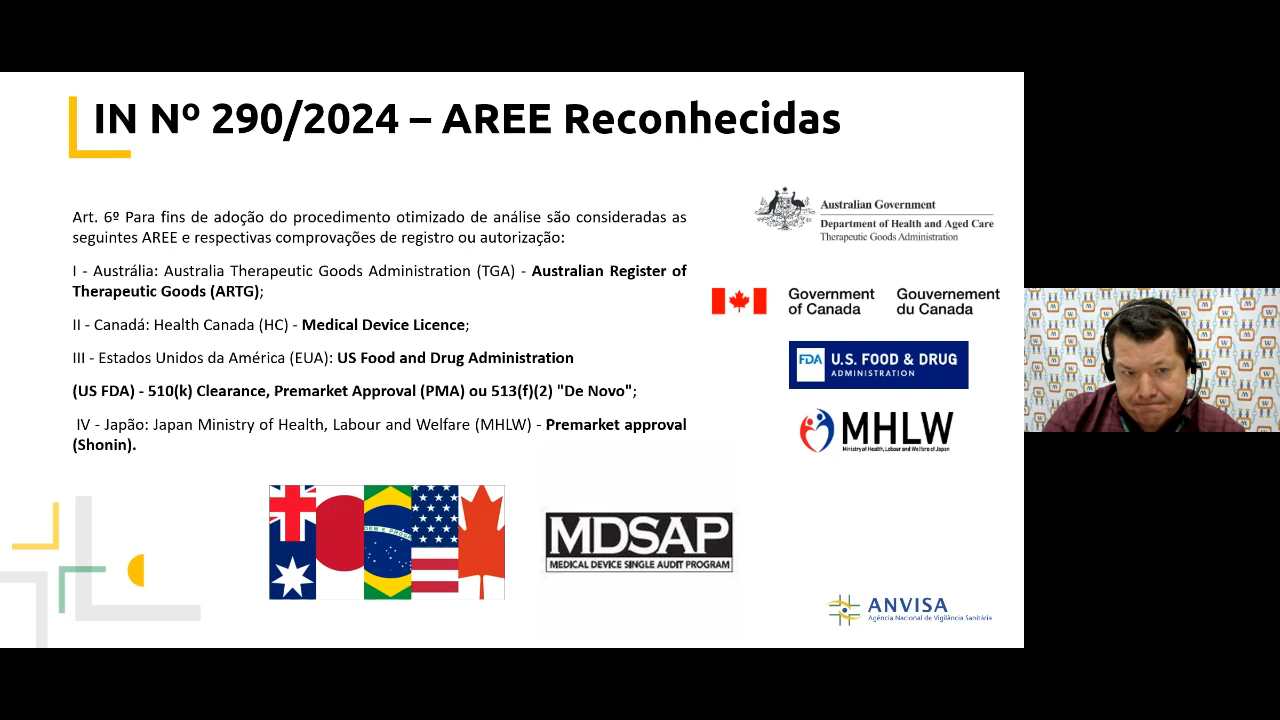 IN Nº 290/2024 – AREE Reconhecidas
Art. 6º Para fins de adoção do procedimento otimizado de análise são consideradas as
seguintes AREE e respectivas comprovações de registro ou autorização:
I - Austrália: Australia Therapeutic Goods Administration (TGA) - Australian Register of
Therapeutic Goods (ARTG);
II - Canadá: Health Canada (HC) - Medical Device Licence;
III - Estados Unidos da América (EUA): US Food and Drug Administration
(US FDA) - 510(k) Clearance, Premarket Approval (PMA) ou 513(f)(2) "De Novo";
IV - Japão: Japan Ministry of Health, Labour and Welfare (MHLW) - Premarket approval
(Shonin).
Australian Government
Department of Health and Aged Care
Therapeutic Goods Administration
Government
of Canada
Gouvernement
du Canada
FDA
U.S. FOOD & DRUG
ADMINISTRATION
MHLW
Ministry of Health, Labour and Welfare of Japan
MDSAP
MEDICAL DEVICE SINGLE AUDIT PROGRAM
ANVISA
Agência Nacional de Vigilância Sanitária